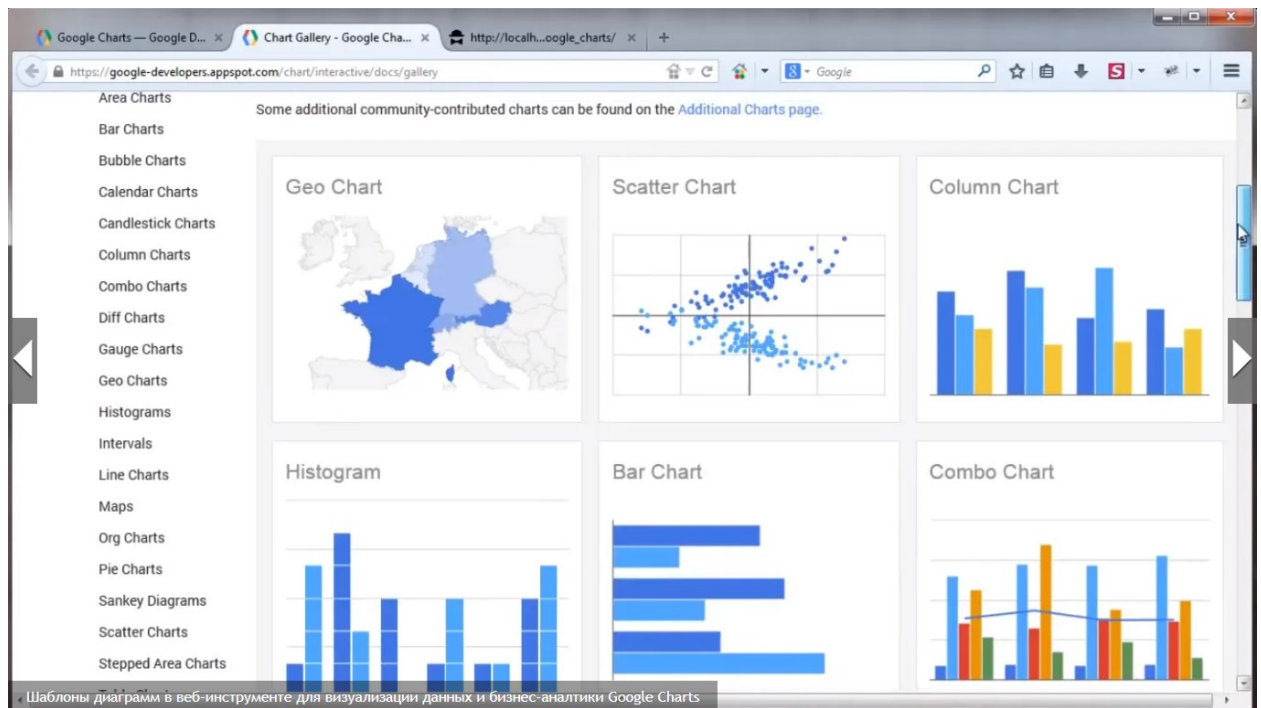 Google Charts — Google D...
Chart Gallery - Google Cha...
http://localh...oogle_charts/
https://google-developers.appspot.com/chart/interactive/docs/gallery
Google
Area Charts
Bar Charts
Bubble Charts
Calendar Charts
Candlestick Charts
Column Charts
Combo Charts
Diff Charts
Gauge Charts
Geo Charts
Histograms
Intervals
Line Charts
Maps
Org Charts
Pie Charts
Sankey Diagrams
Scatter Charts
Stepped Area Charts
Some additional community-contributed charts can be found on the Additional Charts page.
Geo Chart
Scatter Chart
Column Chart
Histogram
Bar Chart
Combo Chart
Шаблоны диаграмм в веб-инструменте для визуализации данных и бизнес-аналтики Google Charts